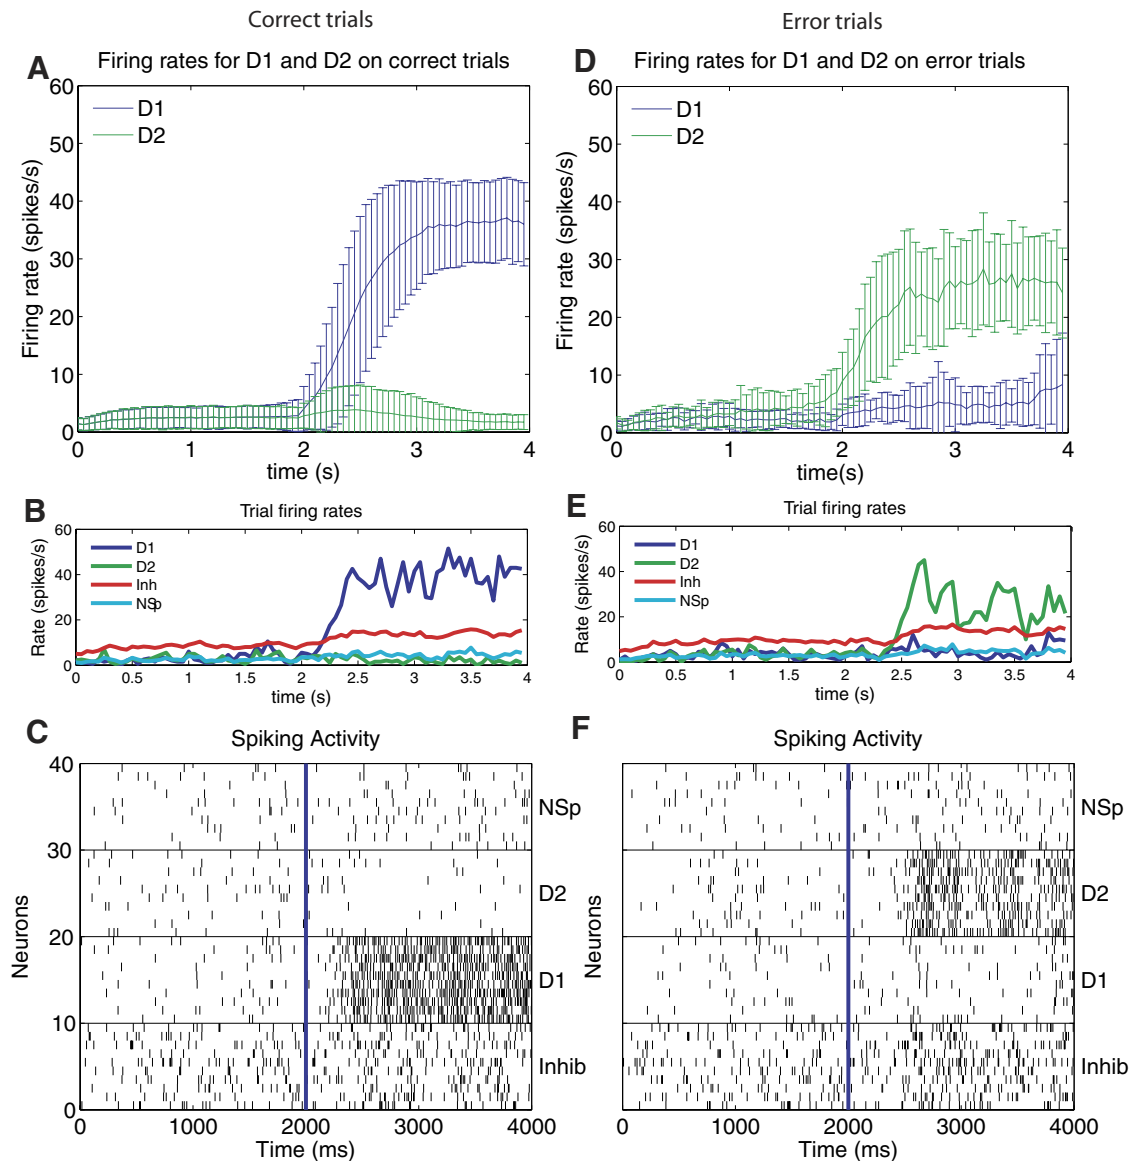 Correct trials
Error trials
A
Firing rates for D1 and D2 on correct trials
60
50
40
30
20
10
0
D1
D2
Firing rate (spikes/s)
0 1 2 3 4
time (s)
D
Firing rates for D1 and D2 on error trials
60
50
40
30
20
10
0
D1
D2
Firing rate (spikes/s)
0 1 2 3 4
time(s)
B
Trial firing rates
60
40
20
0
D1
D2
Inh
NSp
Rate (spikes/s)
0 0.5 1 1.5 2 2.5 3 3.5 4
time (s)
E
Trial firing rates
60
40
20
0
D1
D2
Inh
NSp
Rate (spikes/s)
0 0.5 1 1.5 2 2.5 3 3.5 4
time (s)
C
Spiking Activity
40
30
20
10
0
Neurons
NSp
D2
D1
Inhib
0 1000 2000 3000 4000
Time (ms)
F
Spiking Activity
40
30
20
10
0
Neurons
NSp
D2
D1
Inhib
0 1000 2000 3000 4000
Time (ms)